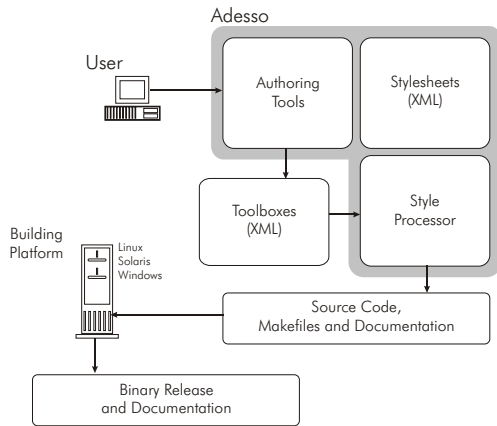 Adesso
User
Authoring
Tools
Stylesheets
(XML)
Toolboxes
(XML)
Style
Processor
Building
Platform
Linux
Solaris
Windows
Source Code,
Makefiles and Documentation
Binary Release
and Documentation